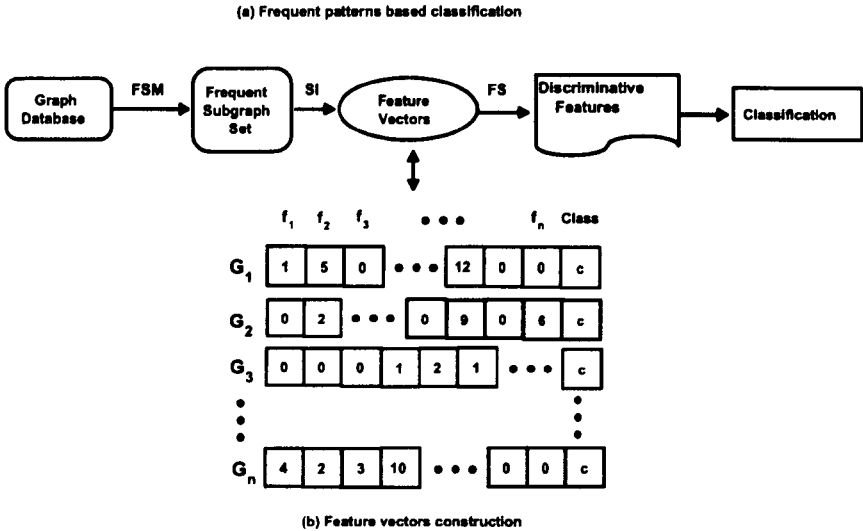 (a) Frequent patterns based classification
FSM SI FS
Graph Database
Frequent Subgraph Set
Feature Vectors
Discriminative Features
Classification
f1 f2 f3 • • • fn Class
G1 1 5 0 • • • 12 0 0 c
G2 0 2 • • • 0 9 0 6 c
G3 0 0 0 1 2 1 • • • c
Gn 4 2 3 10 • • • 0 0 c
(b) Feature vectors construction